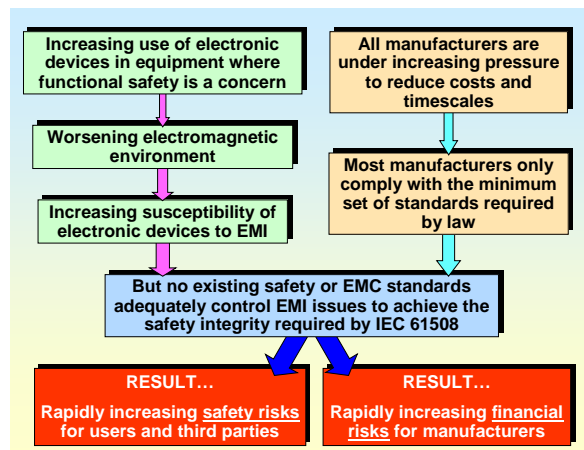 Increasing use of electronic
devices in equipment where
functional safety is a concern
Worsening electromagnetic
environment
Increasing susceptibility of
electronic devices to EMI
All manufacturers are
under increasing pressure
to reduce costs and
timescales
Most manufacturers only
comply with the minimum
set of standards required
by law
But no existing safety or EMC standards
adequately control EMI issues to achieve the
safety integrity required by IEC 61508
RESULT…
Rapidly increasing safety risks
for users and third parties
RESULT…
Rapidly increasing financial
risks for manufacturers